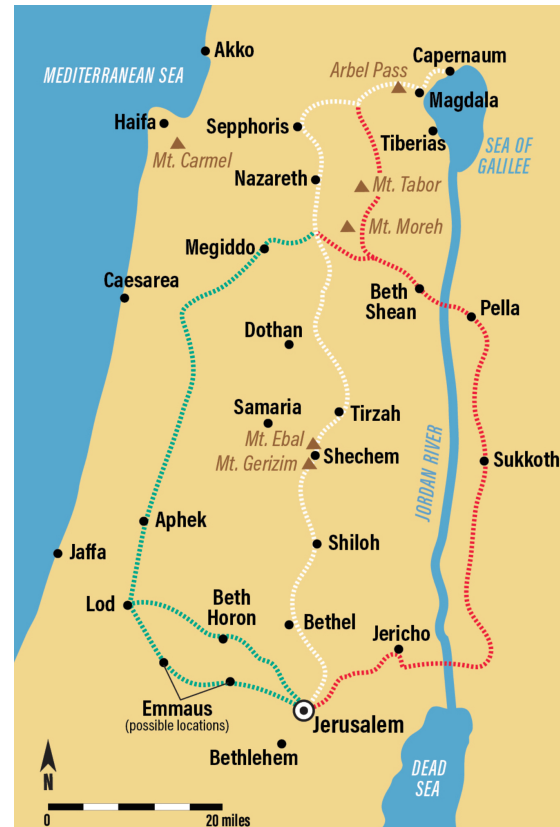 Akko
Capernaum
MEDITERRANEAN SEA
Arbel Pass
Magdala
Haifa
Sepphoris
Tiberias
SEA OF
GALILEE
Mt. Carmel
Nazareth
Mt. Tabor
Mt. Moreh
Megiddo
Caesarea
Beth
Shean
Pella
Dothan
Samaria
Tirzah
Mt. Ebal
Mt. Gerizim
Shechem
Sukkoth
JORDAN RIVER
Aphek
Jaffa
Shiloh
Lod
Beth
Horon
Bethel
Jericho
Emmaus
(possible locations)
Jerusalem
Bethlehem
DEAD
SEA
N
0
20 miles